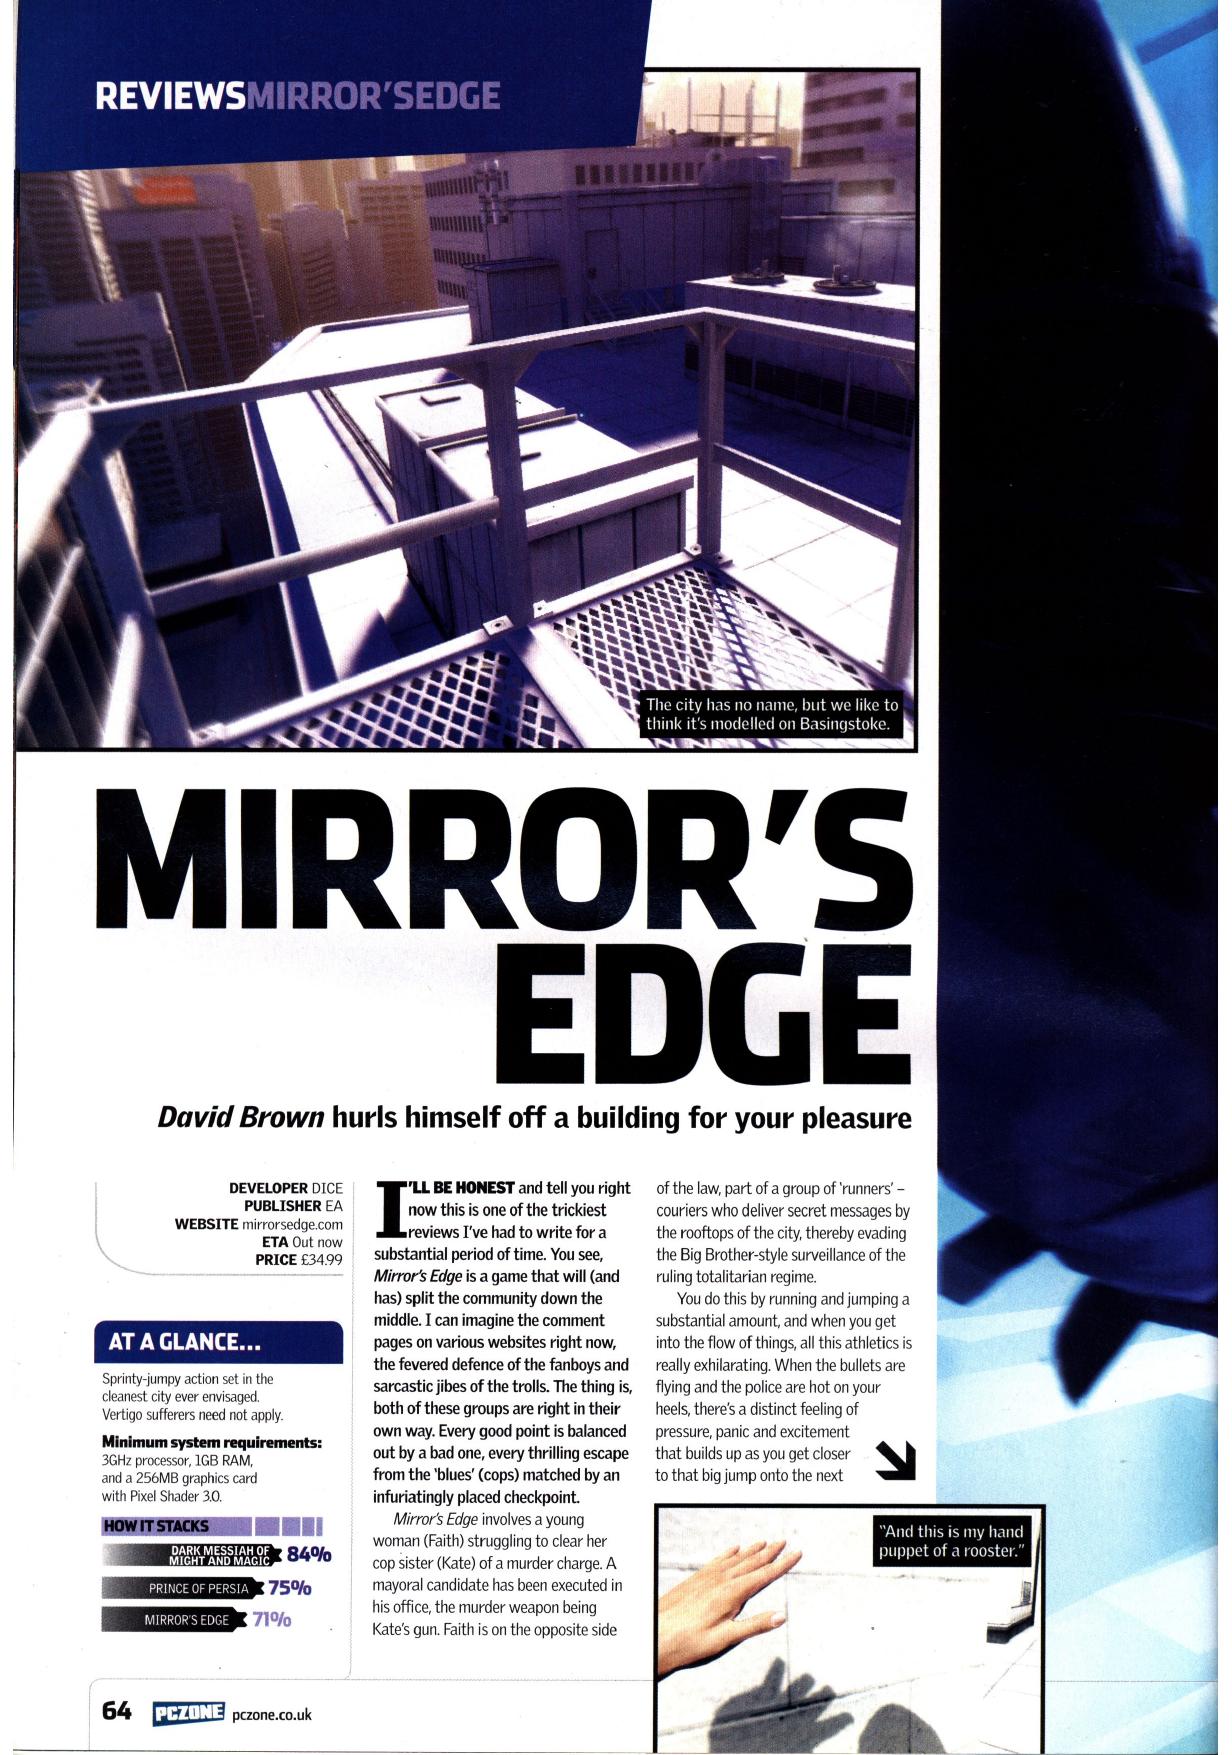 REVIEWSMIRROR'SEDGE
The city has no name, but we like to
think it's modelled on Basingstoke.
MIRROR'S
EDGE
David Brown hurls himself off a building for your pleasure
DEVELOPER DICE
PUBLISHER EA
WEBSITE mirrorsedge.com
ETA Out now
PRICE £34.99
AT A GLANCE...
Sprinty-jumpy action set in the
cleanest city ever envisaged.
Vertigo sufferers need not apply.
Minimum system requirements:
3GHz processor, 1GB RAM,
and a 256MB graphics card
with Pixel Shader 3.0.
HOW IT STACKS
DARK MESSIAH OF
MIGHT AND MAGIC 84%
PRINCE OF PERSIA 75%
MIRROR'S EDGE 71%
I'LL BE HONEST and tell you right
now this is one of the trickiest
reviews I've had to write for a
substantial period of time. You see,
Mirror's Edge is a game that will (and
has) split the community down the
middle. I can imagine the comment
pages on various websites right now,
the fevered defence of the fanboys and
sarcastic jibes of the trolls. The thing is,
both of these groups are right in their
own way. Every good point is balanced
out by a bad one, every thrilling escape
from the 'blues' (cops) matched by an
infuriatingly placed checkpoint.
Mirror's Edge involves a young
woman (Faith) struggling to clear her
cop sister (Kate) of a murder charge. A
mayoral candidate has been executed in
his office, the murder weapon being
Kate's gun. Faith is on the opposite side
of the law, part of a group of 'runners' –
couriers who deliver secret messages by
the rooftops of the city, thereby evading
the Big Brother-style surveillance of the
ruling totalitarian regime.
You do this by running and jumping a
substantial amount, and when you get
into the flow of things, all this athletics is
really exhilarating. When the bullets are
flying and the police are hot on your
heels, there's a distinct feeling of
pressure, panic and excitement
that builds up as you get closer
to that big jump onto the next
"And this is my hand
puppet of a rooster."
64 PCZONE pczone.co.uk